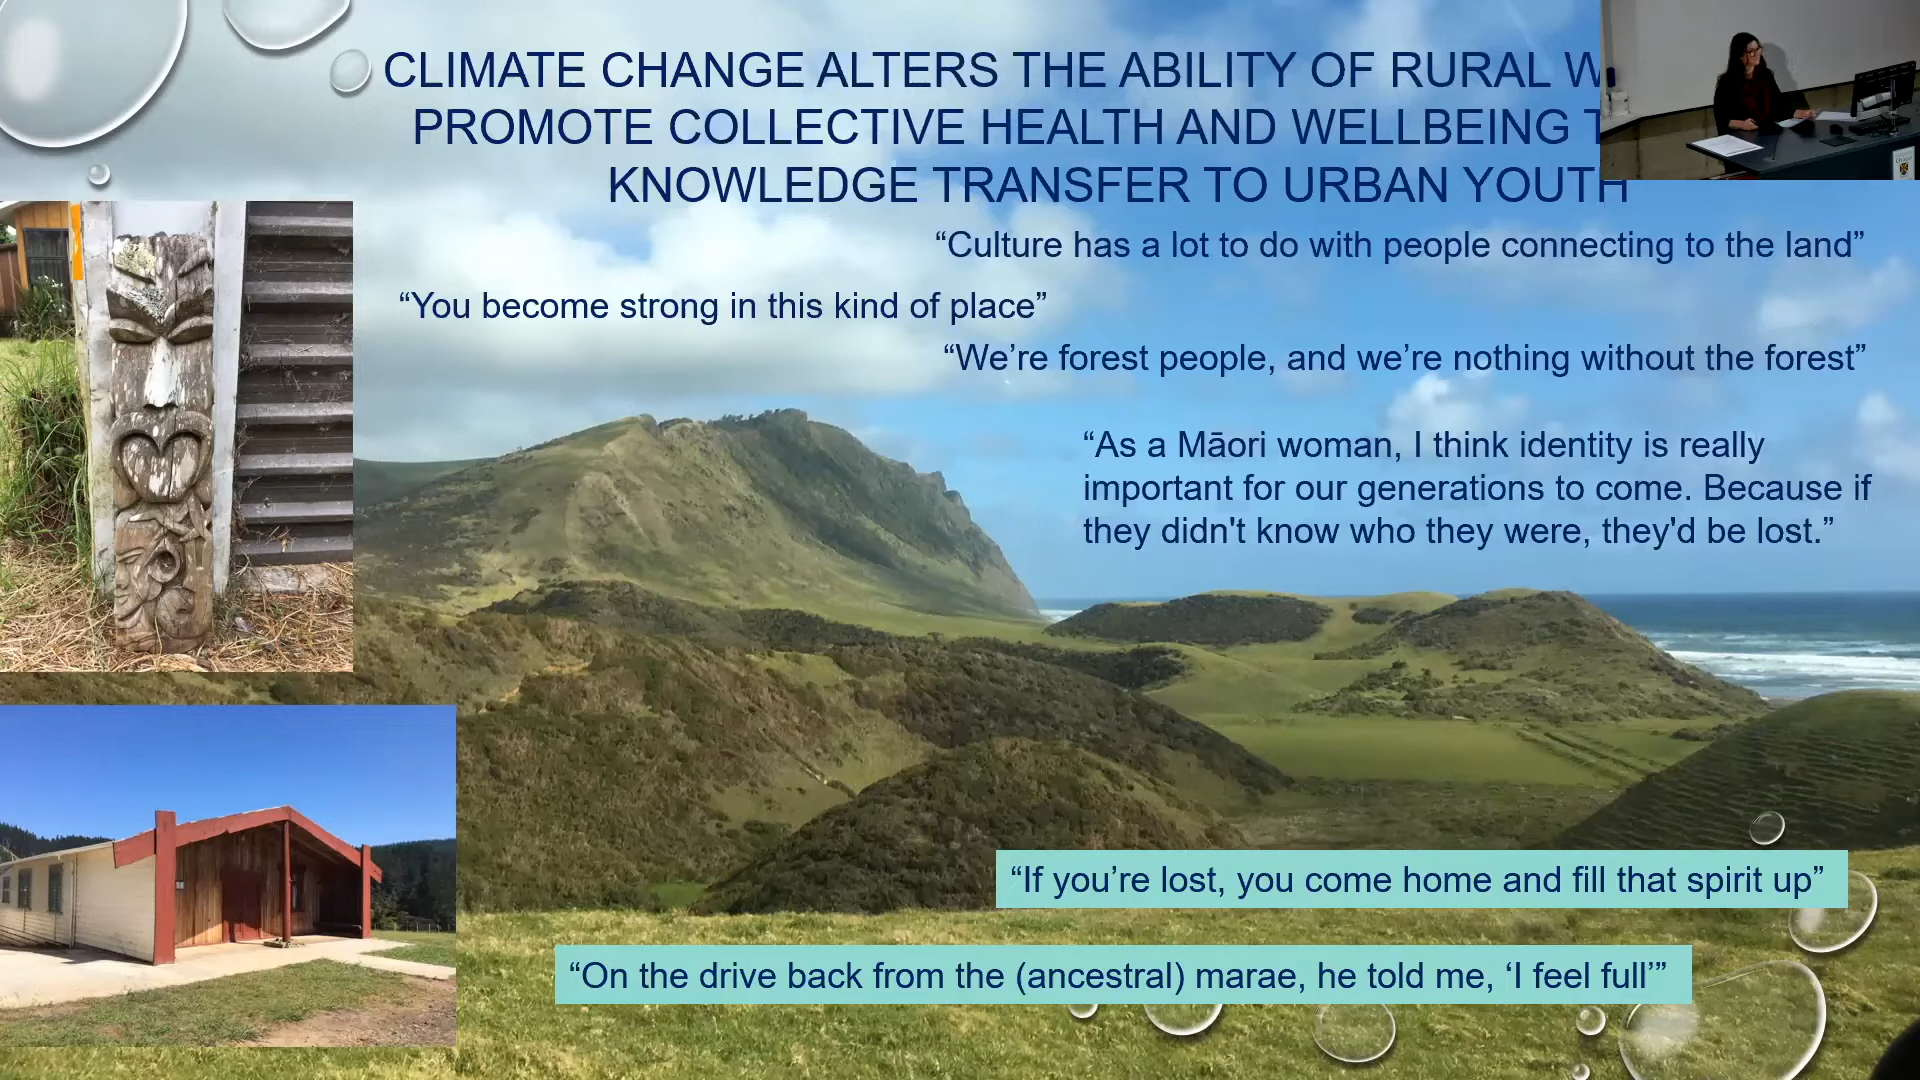 CLIMATE CHANGE ALTERS THE ABILITY OF RURAL
PROMOTE COLLECTIVE HEALTH AND WELLBEING
KNOWLEDGE TRANSFER TO URBAN YOUTH
“Culture has a lot to do with people connecting to the land”
“You become strong in this kind of place”
“We’re forest people, and we’re nothing without the forest”
“As a Māori woman, I think identity is really
important for our generations to come. Because if
they didn't know who they were, they'd be lost.”
“If you’re lost, you come home and fill that spirit up”
“On the drive back from the (ancestral) marae, he told me, ‘I feel full’”